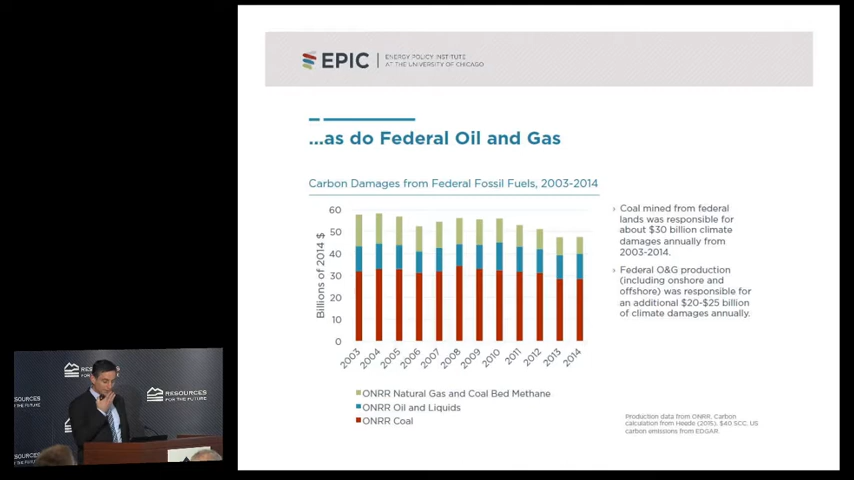 EPIC
ENERGY POLICY INSTITUTE
AT THE UNIVERSITY OF CHICAGO
...as do Federal Oil and Gas
Carbon Damages from Federal Fossil Fuels, 2003-2014
Billions of 2014 $
60
50
40
30
20
10
0
2003 2004 2005 2006 2007 2008 2009 2010 2011 2012 2013 2014
ONRR Natural Gas and Coal Bed Methane
ONRR Oil and Liquids
ONRR Coal
› Coal mined from federal
lands was responsible for
about $30 billion climate
damages annually from
2003-2014.
› Federal O&G production
(including onshore and
offshore) was responsible for
an additional $20-$25 billion
of climate damages annually.
Production data from ONRR. Carbon
calculation from Heede (2015), $40 SCC, US
carbon emissions from EDGAR.
RESOURCES
FOR THE FUTURE
RESOURCES
FOR THE FUTURE